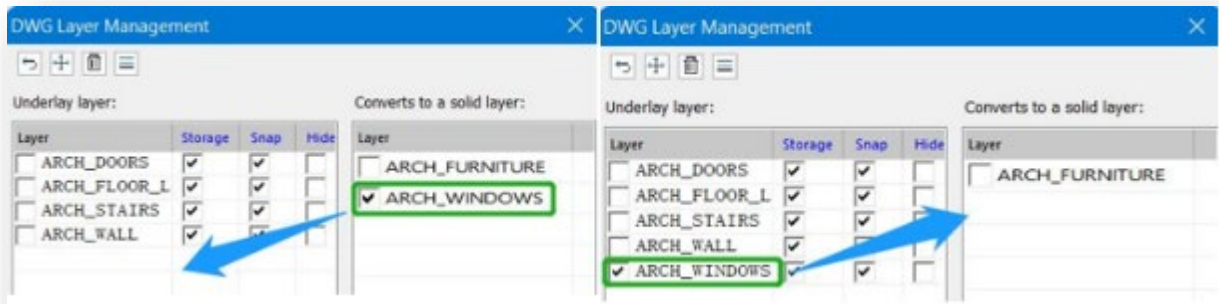 DWG Layer Management
Underlay layer:
Converts to a solid layer:
Layer Storage Snap Hide
Layer
ARCH_DOORS
ARCH_FLOOR_L
ARCH_STAIRS
ARCH_WALL
ARCH_FURNITURE
ARCH_WINDOWS
DWG Layer Management
Underlay layer:
Converts to a solid layer:
Layer Storage Snap Hide
Layer
ARCH_DOORS
ARCH_FLOOR_L
ARCH_STAIRS
ARCH_WALL
ARCH_WINDOWS
ARCH_FURNITURE